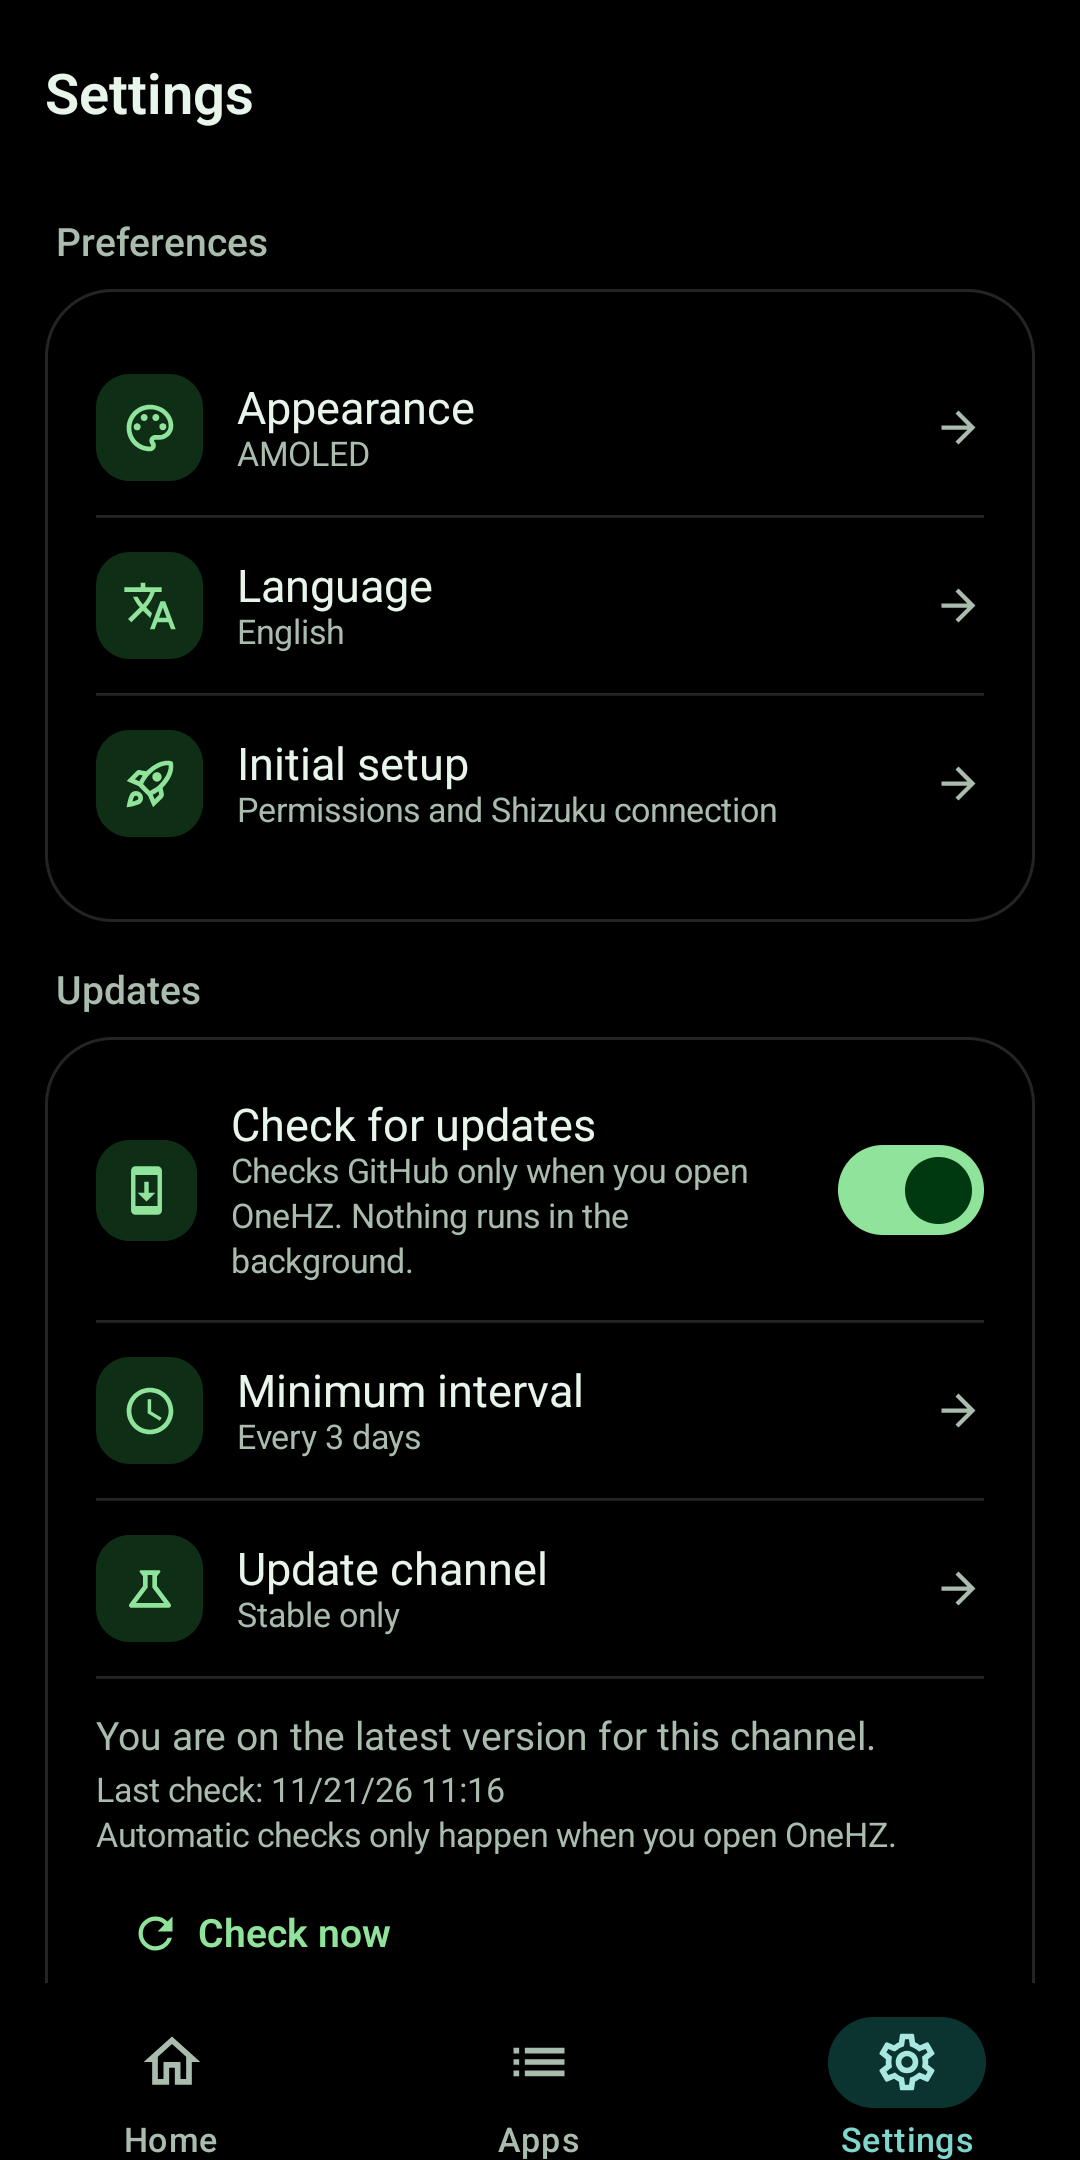 Settings
Preferences
Appearance
AMOLED
Language
English
Initial setup
Permissions and Shizuku connection
Updates
Check for updates
Checks GitHub only when you open
OneHZ. Nothing runs in the
background.
Minimum interval
Every 3 days
Update channel
Stable only
You are on the latest version for this channel.
Last check: 11/21/26 11:16
Automatic checks only happen when you open OneHZ.
Check now
Home
Apps
Settings